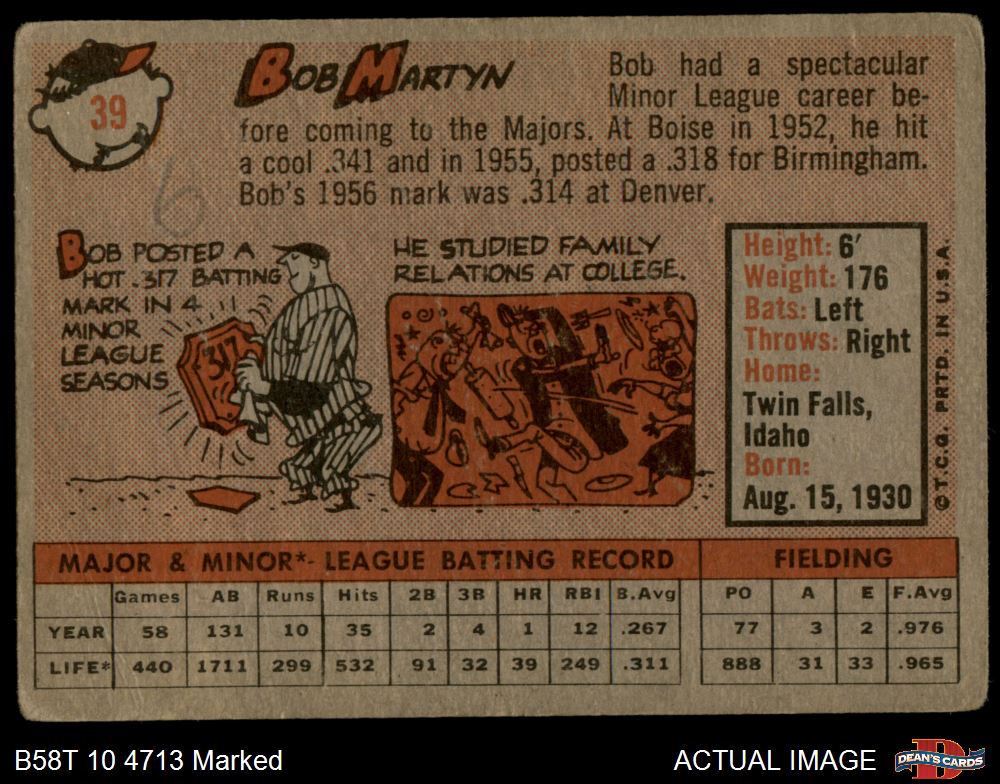 39
BOB MARTYN
Bob had a spectacular
Minor League career be-
fore coming to the Majors. At Boise in 1952, he hit
a cool .341 and in 1955, posted a .318 for Birmingham.
Bob's 1956 mark was .314 at Denver.
6
BOB POSTED A
HOT .317 BATTING
MARK IN 4
MINOR
LEAGUE
SEASONS
.317
HE STUDIED FAMILY
RELATIONS AT COLLEGE.
Height: 6'
Weight: 176
Bats: Left
Throws: Right
Home:
Twin Falls,
Idaho
Born:
Aug. 15, 1930
© T.C.G. PRTD. IN U.S.A.
MAJOR & MINOR*- LEAGUE BATTING RECORD FIELDING
Games AB Runs Hits 2B 3B HR RBI B.Avg PO A E F.Avg
YEAR 58 131 10 35 2 4 1 12 .267 77 3 2 .976
LIFE* 440 1711 299 532 91 32 39 249 .311 888 31 33 .965
B58T 10 4713 Marked ACTUAL IMAGE
DEAN'S CARDS